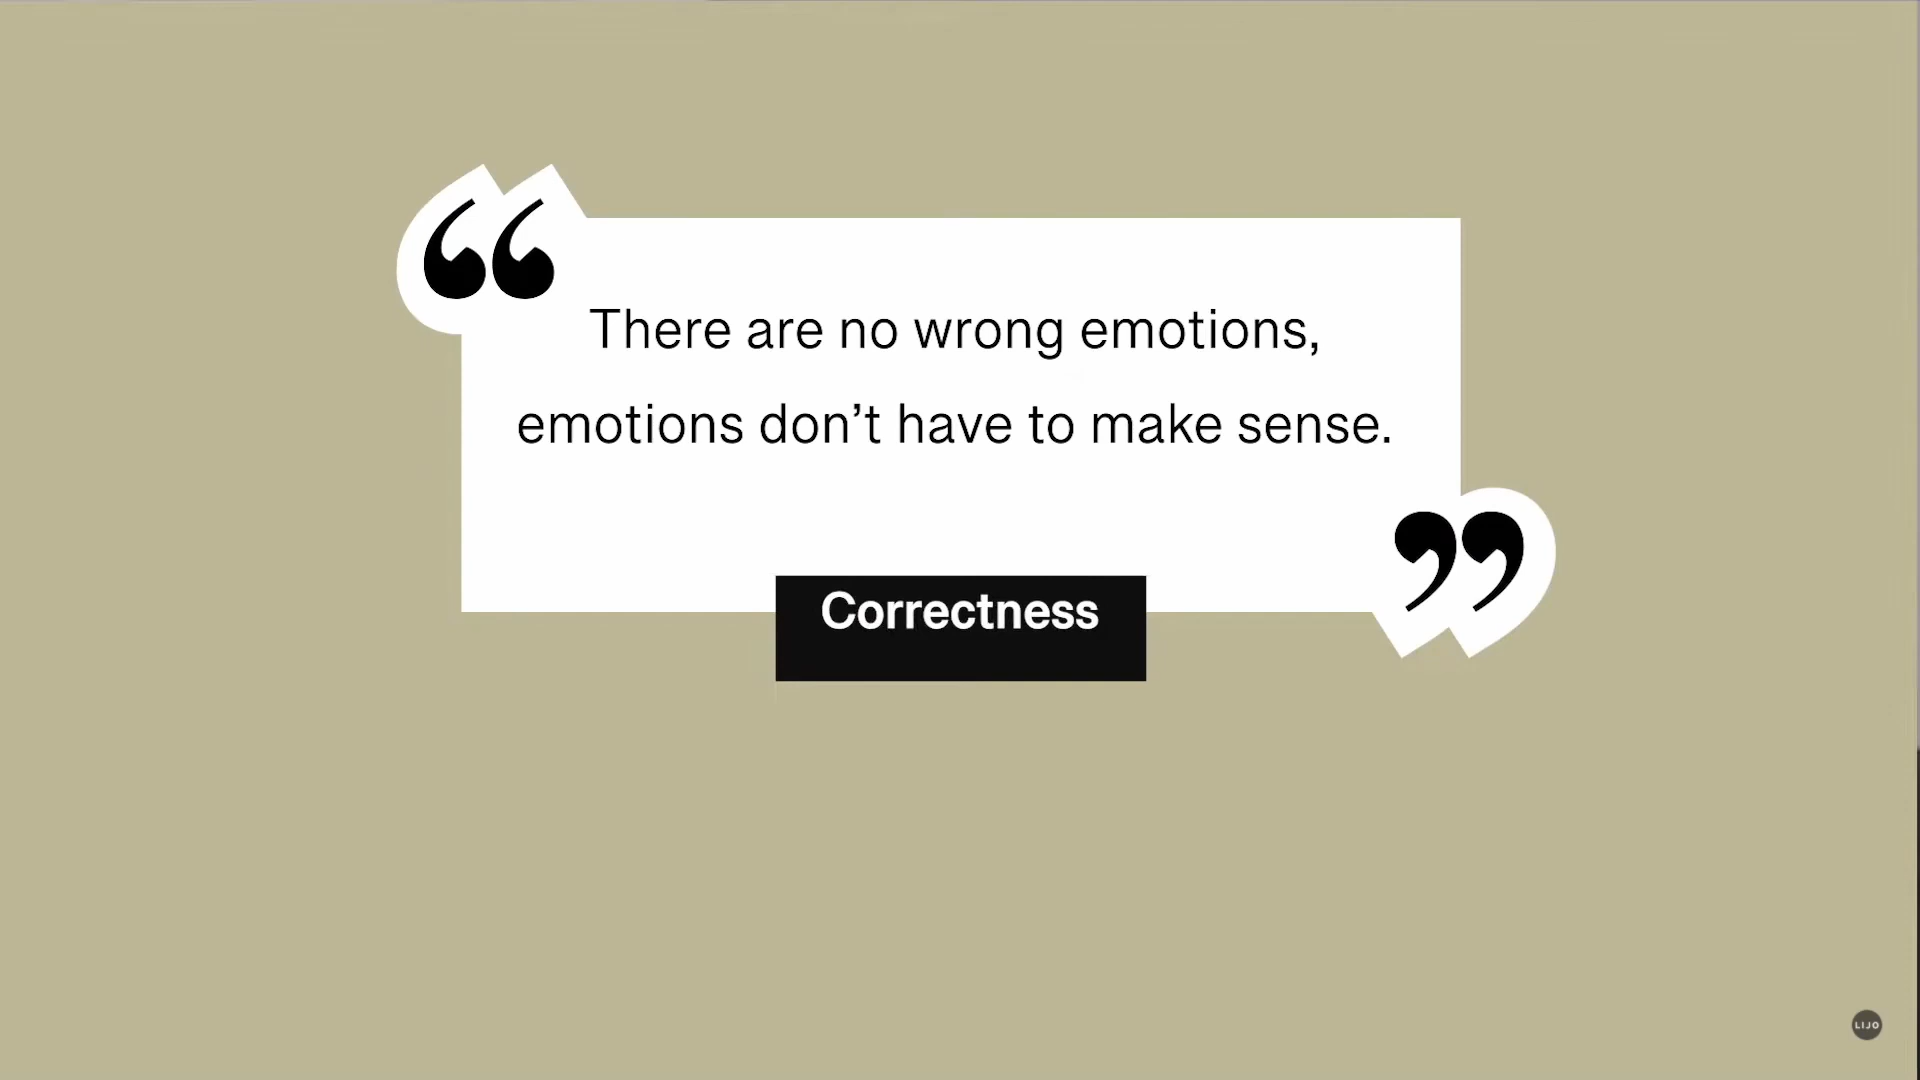 There are no wrong emotions,
emotions don’t have to make sense.
Correctness
LIJO